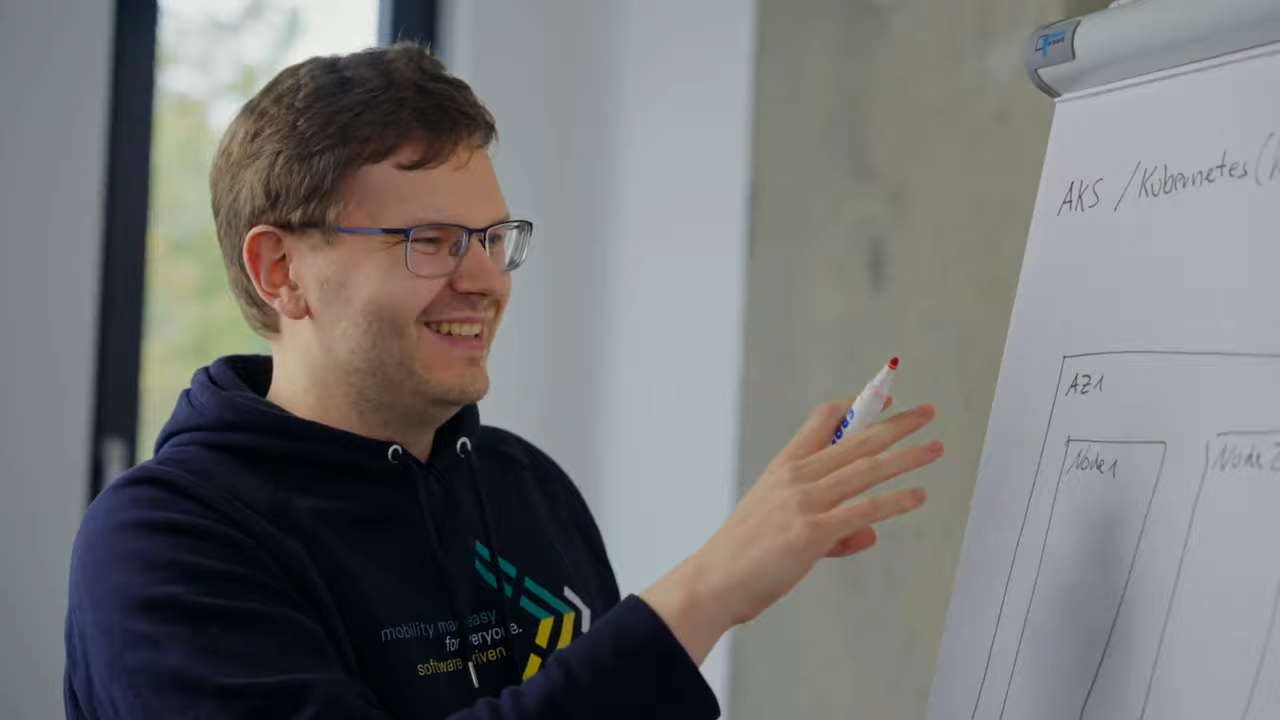 AKS / Kubernetes (
AZ1
Node 1
Node 2
mobility made easy
for everyone.
software driven.